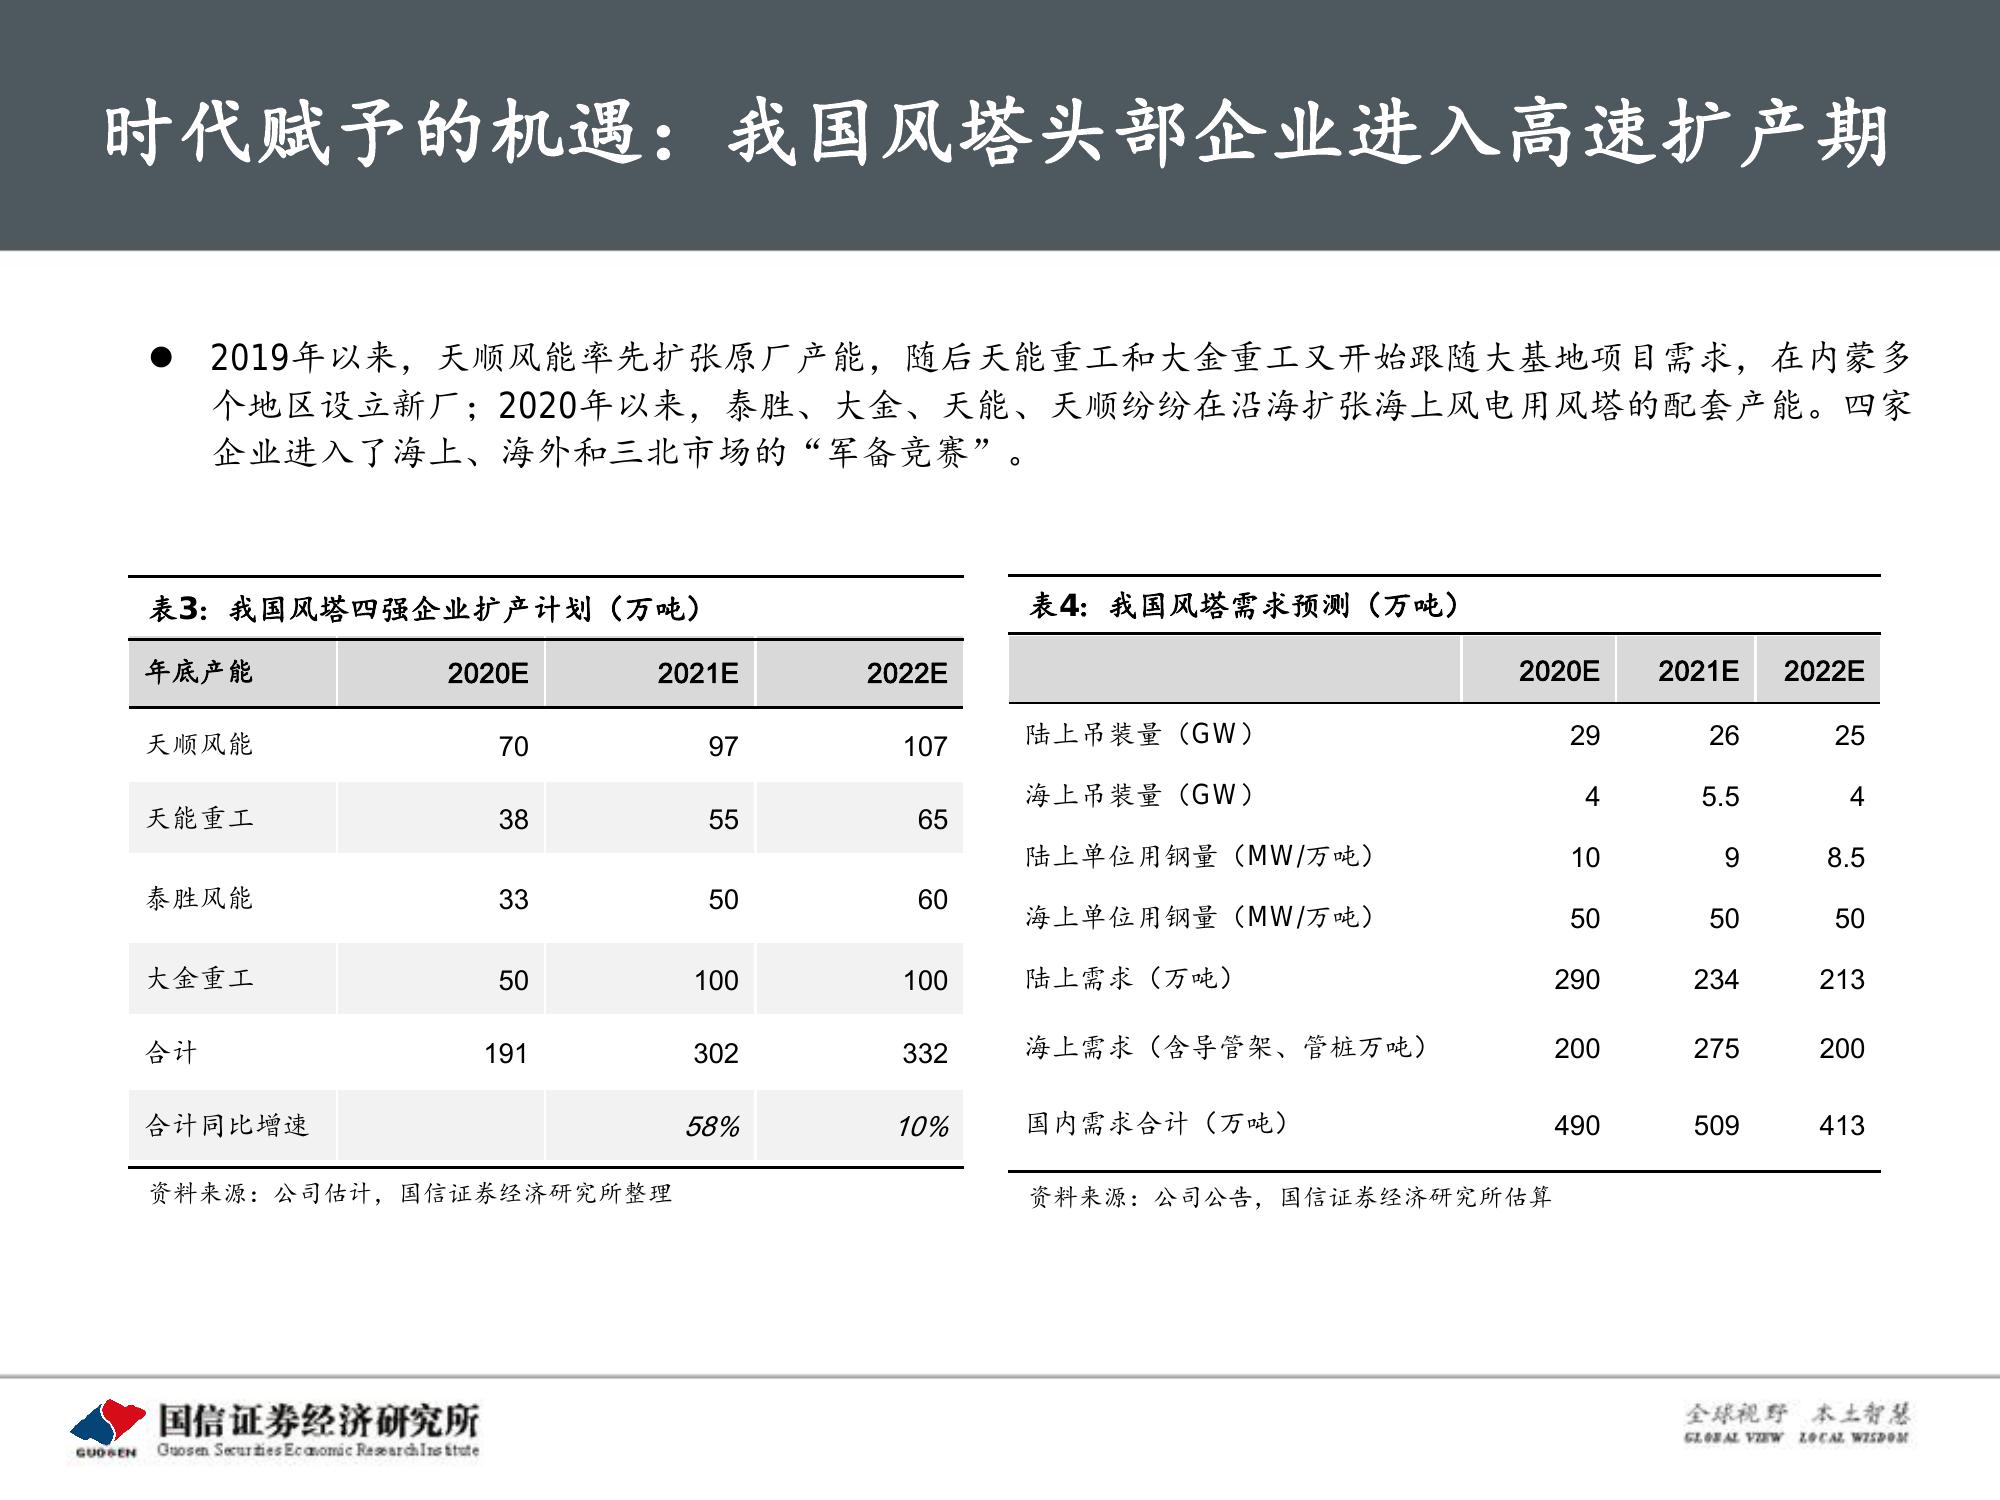 时代赋予的机遇：我国风塔头部企业进入高速扩产期
● 2019年以来，天顺风能率先扩张原厂产能，随后天能重工和大金重工又开始跟随大基地项目需求，在内蒙多
个地区设立新厂；2020年以来，泰胜、大金、天能、天顺纷纷在沿海扩张海上风电用风塔的配套产能。四家
企业进入了海上、海外和三北市场的“军备竞赛”。
表3：我国风塔四强企业扩产计划（万吨）
年底产能 2020E 2021E 2022E
天顺风能 70 97 107
天能重工 38 55 65
泰胜风能 33 50 60
大金重工 50 100 100
合计 191 302 332
合计同比增速 58% 10%
资料来源：公司估计，国信证券经济研究所整理
表4：我国风塔需求预测（万吨）
2020E 2021E 2022E
陆上吊装量（GW） 29 26 25
海上吊装量（GW） 4 5.5 4
陆上单位用钢量（MW/万吨） 10 9 8.5
海上单位用钢量（MW/万吨） 50 50 50
陆上需求（万吨） 290 234 213
海上需求（含导管架、管桩万吨） 200 275 200
国内需求合计（万吨） 490 509 413
资料来源：公司公告，国信证券经济研究所估算
GUOSEN
国信证券经济研究所
Guosen Securities Economic Research Institute
全球视野 本土智慧
GLOBAL VIEW LOCAL WISDOM